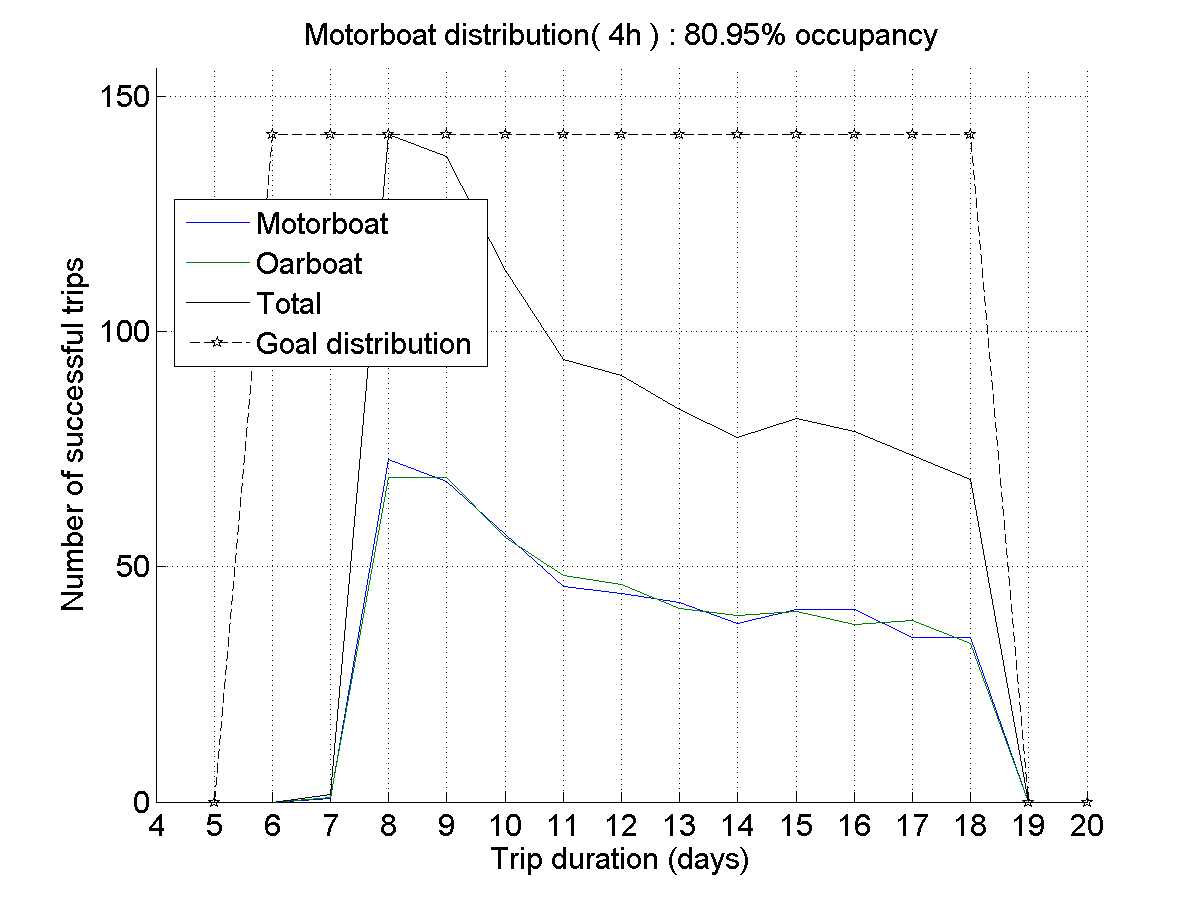 Motorboat distribution( 4h ) : 80.95% occupancy
150
100
50
0
Number of successful trips
Motorboat
Oarboat
Total
Goal distribution
4 5 6 7 8 9 10 11 12 13 14 15 16 17 18 19 20
Trip duration (days)